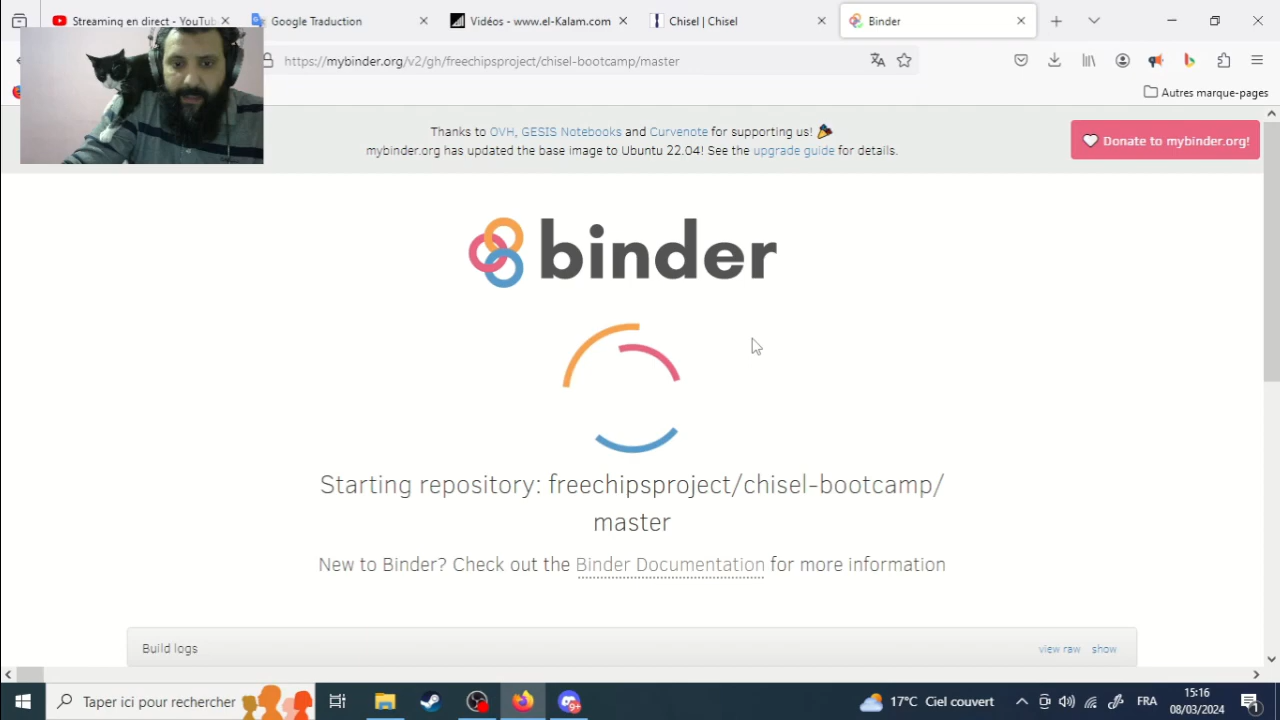 Streaming en direct - YouTub
Google Traduction
Vidéos - www.el-Kalam.com
Chisel | Chisel
Binder
https://mybinder.org/v2/gh/freechipsproject/chisel-bootcamp/master
Autres marque-pages
Thanks to OVH, GESIS Notebooks and Curvenote for supporting us! 🎉
mybinder.org has updated the base image to Ubuntu 22.04! See the upgrade guide for details.
Donate to mybinder.org!
binder
Starting repository: freechipsproject/chisel-bootcamp/
master
New to Binder? Check out the Binder Documentation for more information
Build logs
view raw
show
Taper ici pour rechercher
9+
17°C Ciel couvert
FRA
15:16
08/03/2024
1